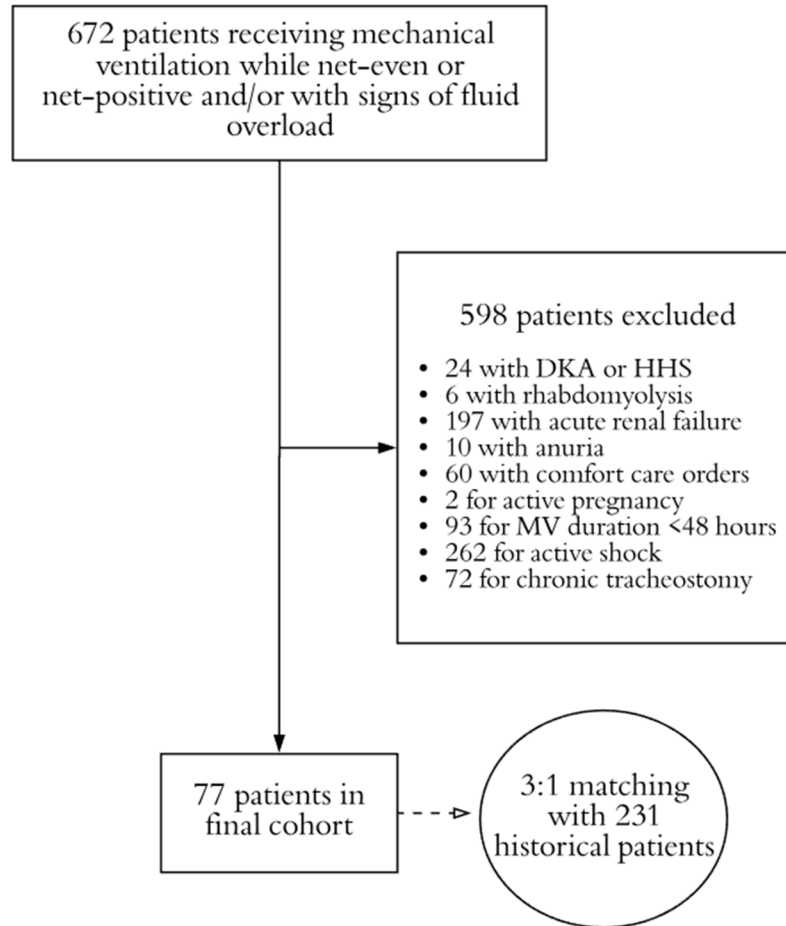 672 patients receiving mechanical
ventilation while net-even or
net-positive and/or with signs of fluid
overload
598 patients excluded
• 24 with DKA or HHS
• 6 with rhabdomyolysis
• 197 with acute renal failure
• 10 with anuria
• 60 with comfort care orders
• 2 for active pregnancy
• 93 for MV duration <48 hours
• 262 for active shock
• 72 for chronic tracheostomy
77 patients in
final cohort
3:1 matching
with 231
historical patients